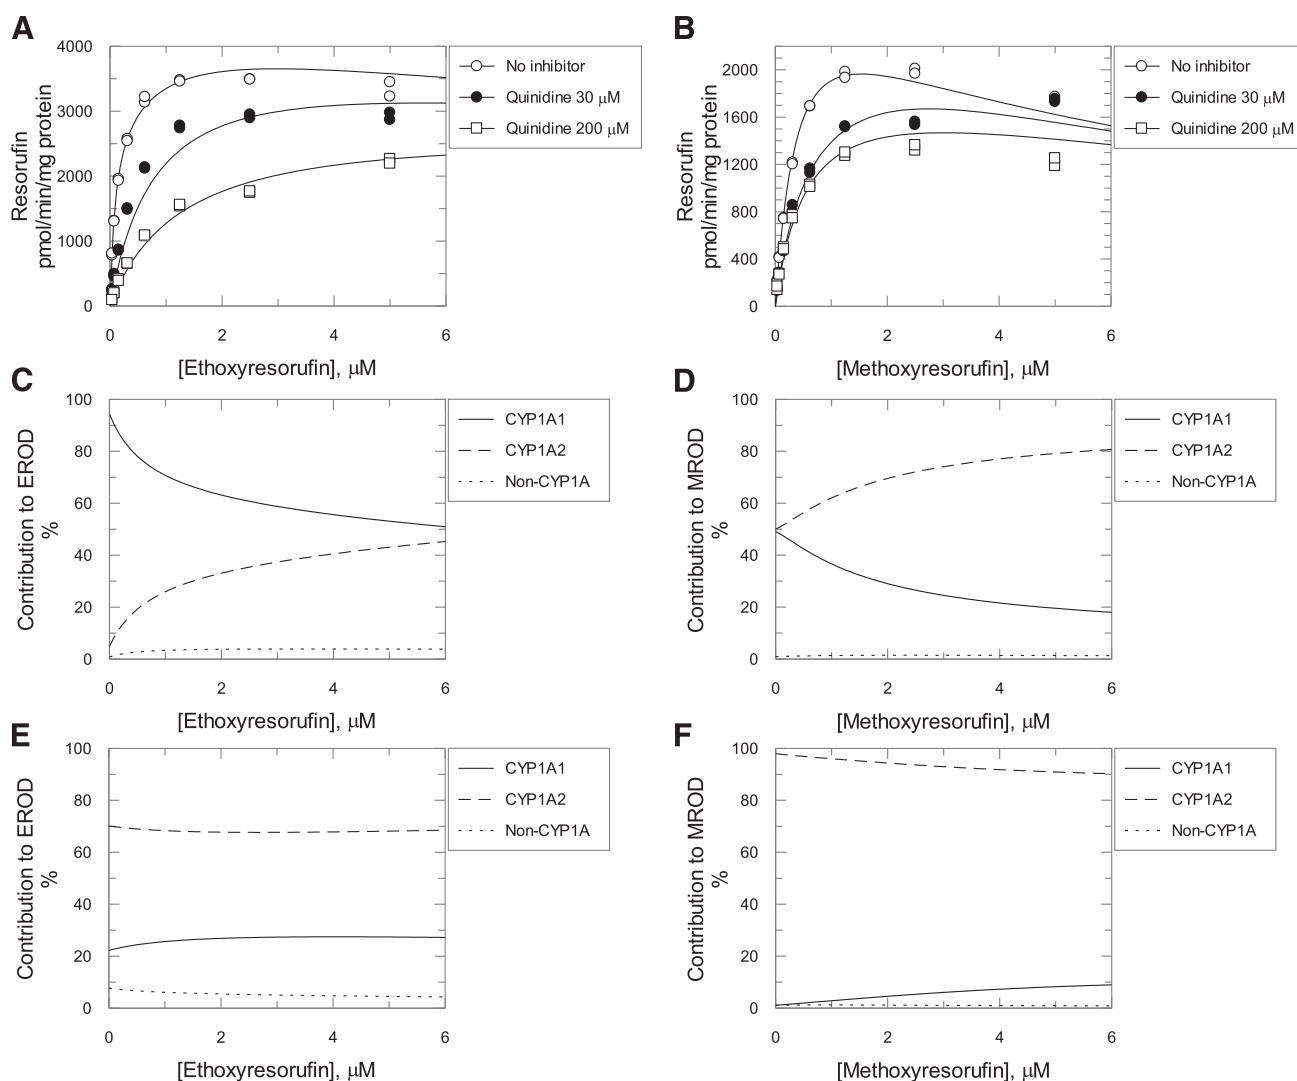 A
4000
3000
2000
1000
0
0
2
4
6
Resorufin
pmol/min/mg protein
[Ethoxyresorufin], μM
No inhibitor
Quinidine 30 μM
Quinidine 200 μM
B
2000
1600
1200
800
400
0
0
2
4
6
Resorufin
pmol/min/mg protein
[Methoxyresorufin], μM
No inhibitor
Quinidine 30 μM
Quinidine 200 μM
C
100
80
60
40
20
0
0
2
4
6
Contribution to EROD
%
[Ethoxyresorufin], μM
CYP1A1
CYP1A2
Non-CYP1A
D
100
80
60
40
20
0
0
2
4
6
Contribution to MROD
%
[Methoxyresorufin], μM
CYP1A1
CYP1A2
Non-CYP1A
E
100
80
60
40
20
0
0
2
4
6
Contribution to EROD
%
[Ethoxyresorufin], μM
CYP1A1
CYP1A2
Non-CYP1A
F
100
80
60
40
20
0
0
2
4
6
Contribution to MROD
%
[Methoxyresorufin], μM
CYP1A1
CYP1A2
Non-CYP1A